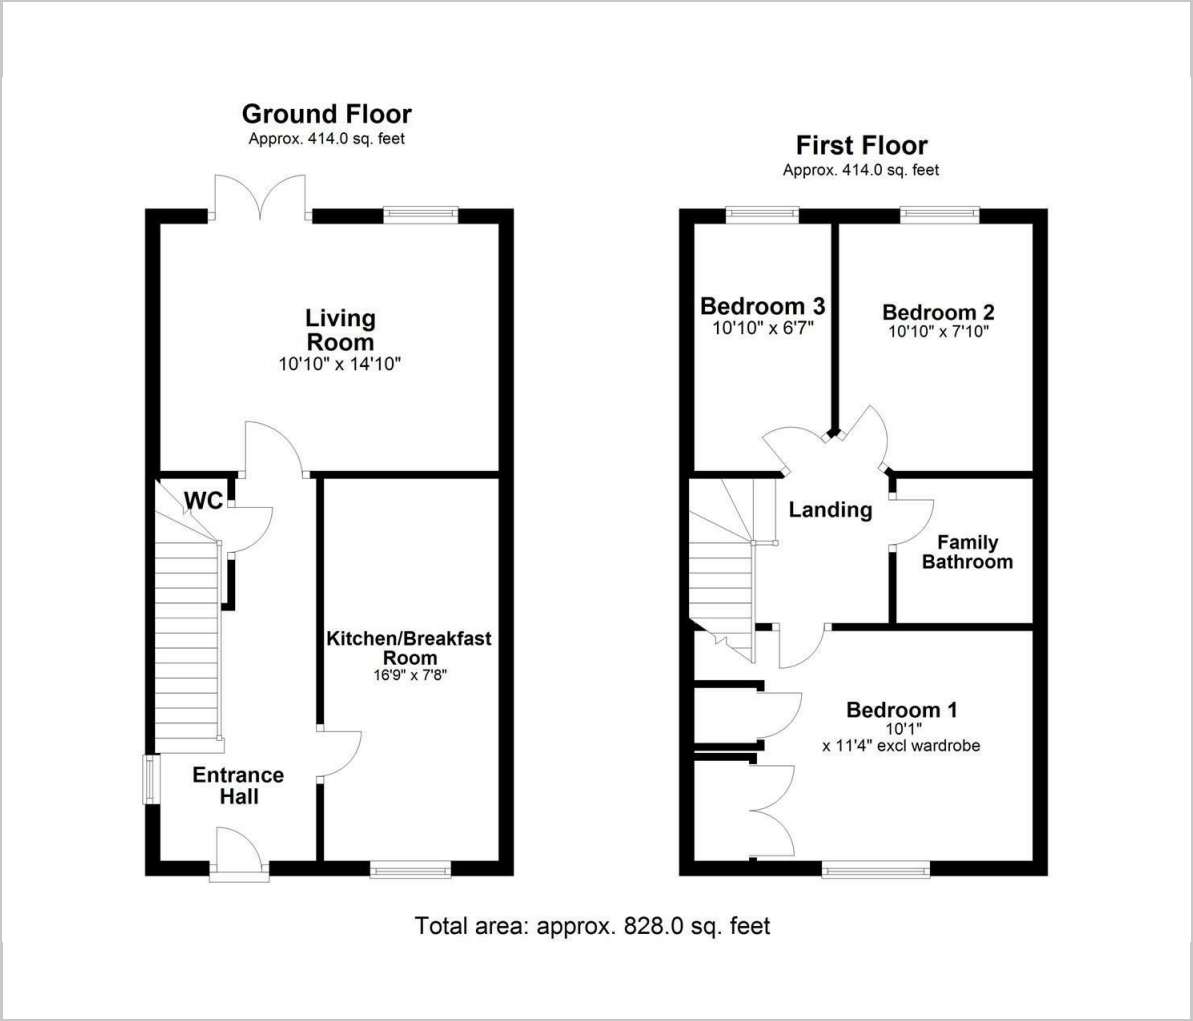 Ground Floor
Approx. 414.0 sq. feet
Living
Room
10'10" x 14'10"
WC
Kitchen/Breakfast
Room
16'9" x 7'8"
Entrance
Hall
First Floor
Approx. 414.0 sq. feet
Bedroom 3
10'10" x 6'7"
Bedroom 2
10'10" x 7'10"
Landing
Family
Bathroom
Bedroom 1
10'1"
x 11'4" excl wardrobe
Total area: approx. 828.0 sq. feet